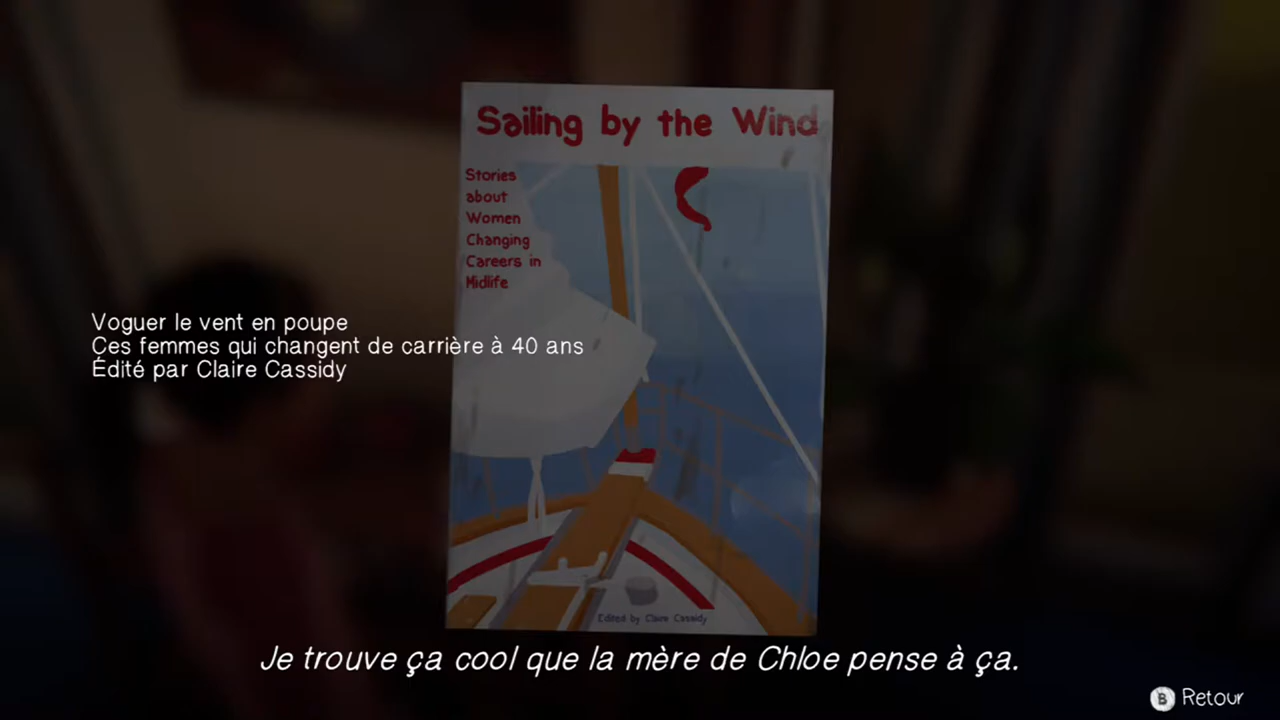 Sailing by the Wind
Stories
about
Women
Changing
Careers in
Midlife
Voguer le vent en poupe
Ces femmes qui changent de carrière à 40 ans
Édité par Claire Cassidy
Edited by Claire Cassidy
Je trouve ça cool que la mère de Chloe pense à ça.
B Retour